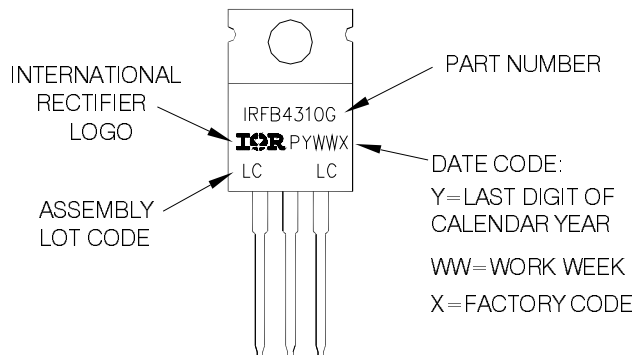 INTERNATIONAL
RECTIFIER
LOGO
PART NUMBER
IRFB4310G
IOR PYWWX
LC LC
ASSEMBLY
LOT CODE
DATE CODE:
Y=LAST DIGIT OF
CALENDAR YEAR
WW=WORK WEEK
X=FACTORY CODE